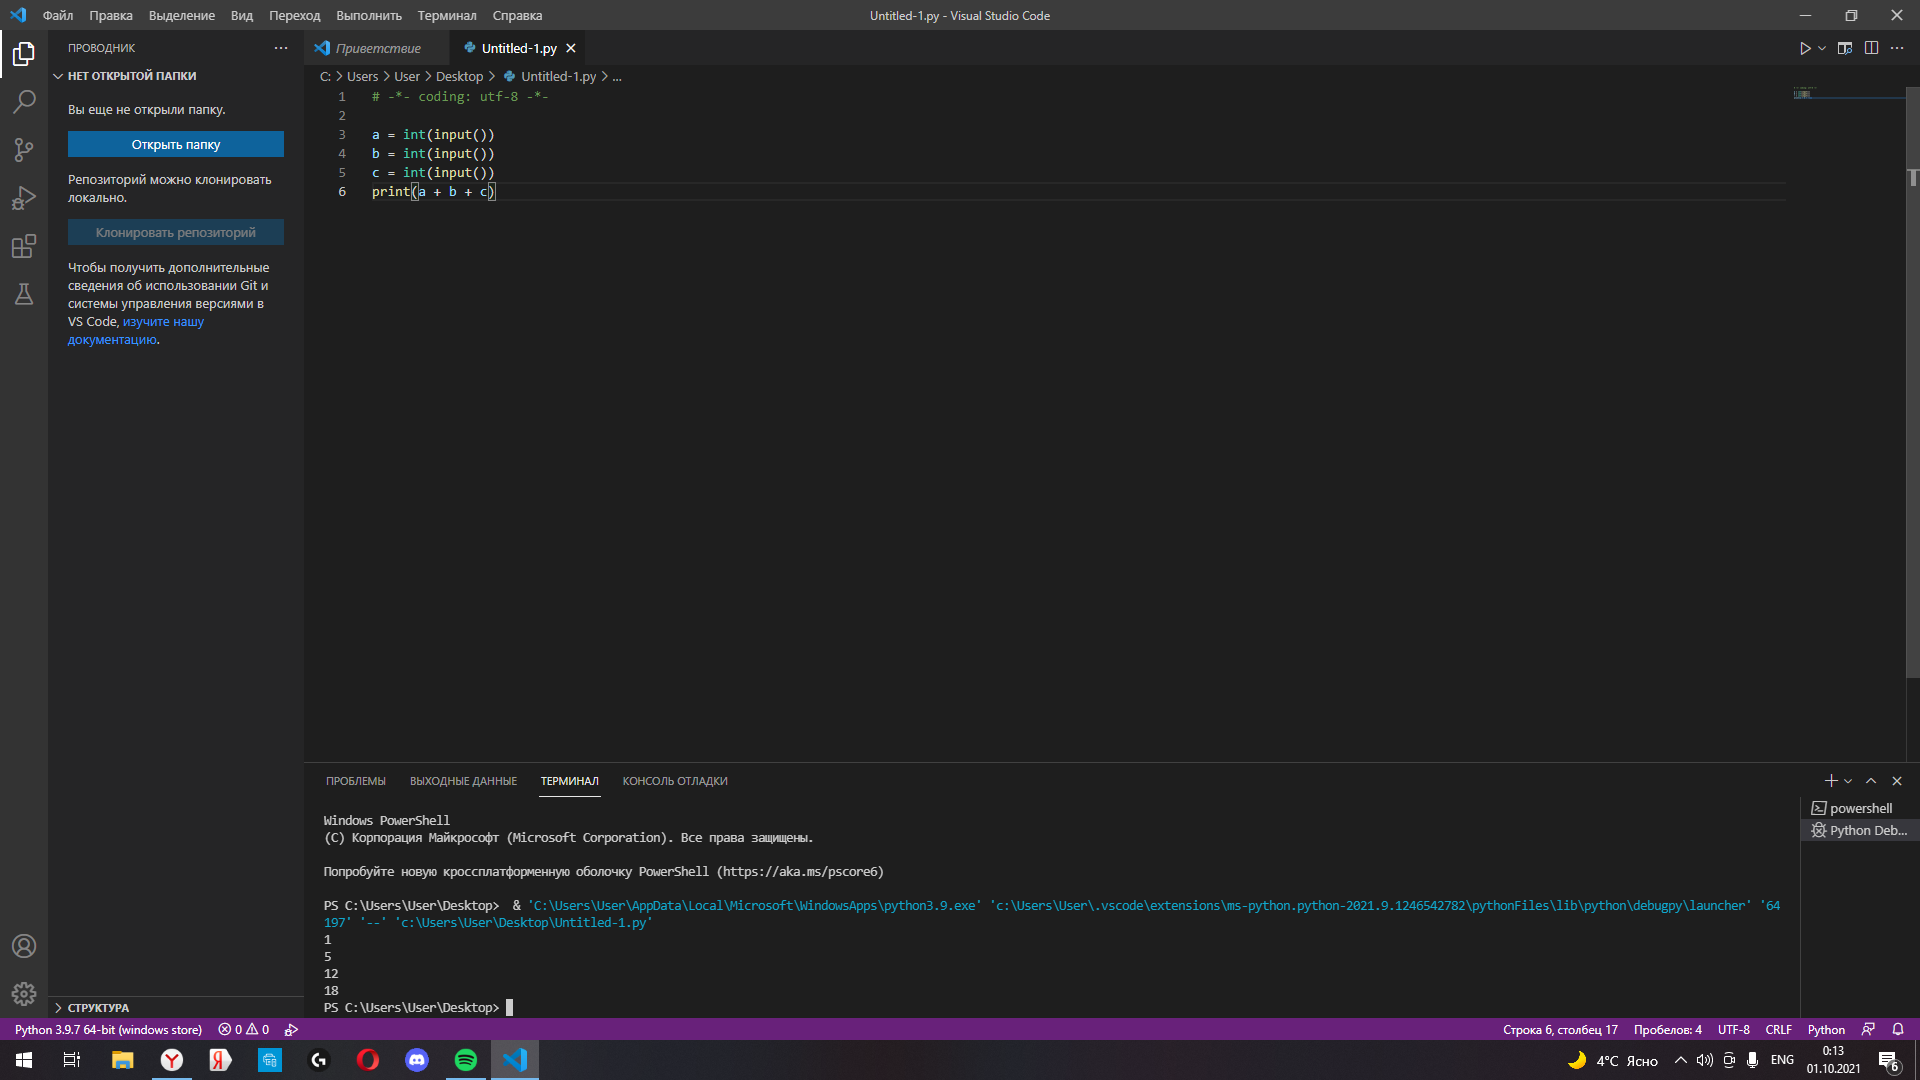 Файл Правка Выделение Вид Переход Выполнить Терминал Справка
Untitled-1.py - Visual Studio Code
ПРОВОДНИК
НЕТ ОТКРЫТОЙ ПАПКИ
Вы еще не открыли папку.
Открыть папку
Репозиторий можно клонировать
локально.
Клонировать репозиторий
Чтобы получить дополнительные
сведения об использовании Git и
системы управления версиями в
VS Code, изучите нашу
документацию.
СТРУКТУРА
Приветствие
Untitled-1.py
C: > Users > User > Desktop > Untitled-1.py > ...
1 # -*- coding: utf-8 -*-
2
3 a = int(input())
4 b = int(input())
5 c = int(input())
6 print(a + b + c)
ПРОБЛЕМЫ ВЫХОДНЫЕ ДАННЫЕ ТЕРМИНАЛ КОНСОЛЬ ОТЛАДКИ
Windows PowerShell
(C) Корпорация Майкрософт (Microsoft Corporation). Все права защищены.
Попробуйте новую кроссплатформенную оболочку PowerShell (https://aka.ms/pscore6)
PS C:\Users\User\Desktop>  & 'C:\Users\User\AppData\Local\Microsoft\WindowsApps\python3.9.exe' 'c:\Users\User\.vscode\extensions\ms-python.python-2021.9.1246542782\pythonFiles\lib\python\debugpy\launcher' '64
197' '--' 'c:\Users\User\Desktop\Untitled-1.py'
1
5
12
18
PS C:\Users\User\Desktop>
powershell
Python Deb...
Python 3.9.7 64-bit (windows store) 0 0
Строка 6, столбец 17 Пробелов: 4 UTF-8 CRLF Python
4°C Ясно
ENG
0:13
01.10.2021
6